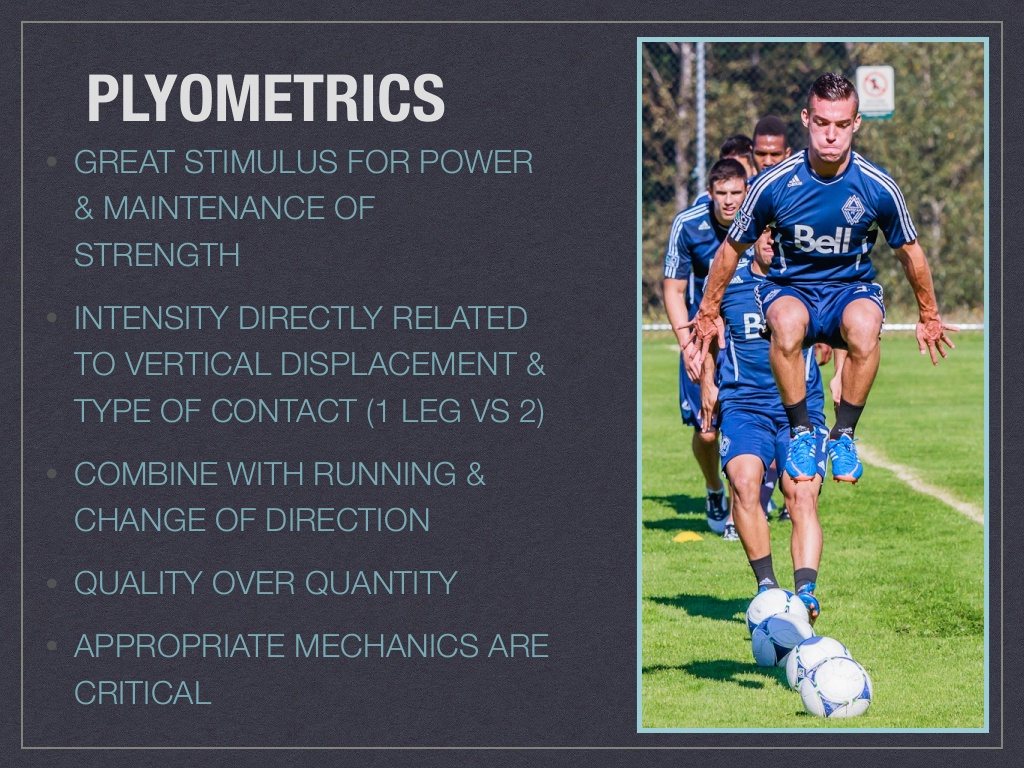 PLYOMETRICS
GREAT STIMULUS FOR POWER
& MAINTENANCE OF
STRENGTH
INTENSITY DIRECTLY RELATED
TO VERTICAL DISPLACEMENT &
TYPE OF CONTACT (1 LEG VS 2)
COMBINE WITH RUNNING &
CHANGE OF DIRECTION
QUALITY OVER QUANTITY
APPROPRIATE MECHANICS ARE
CRITICAL
Bell
B